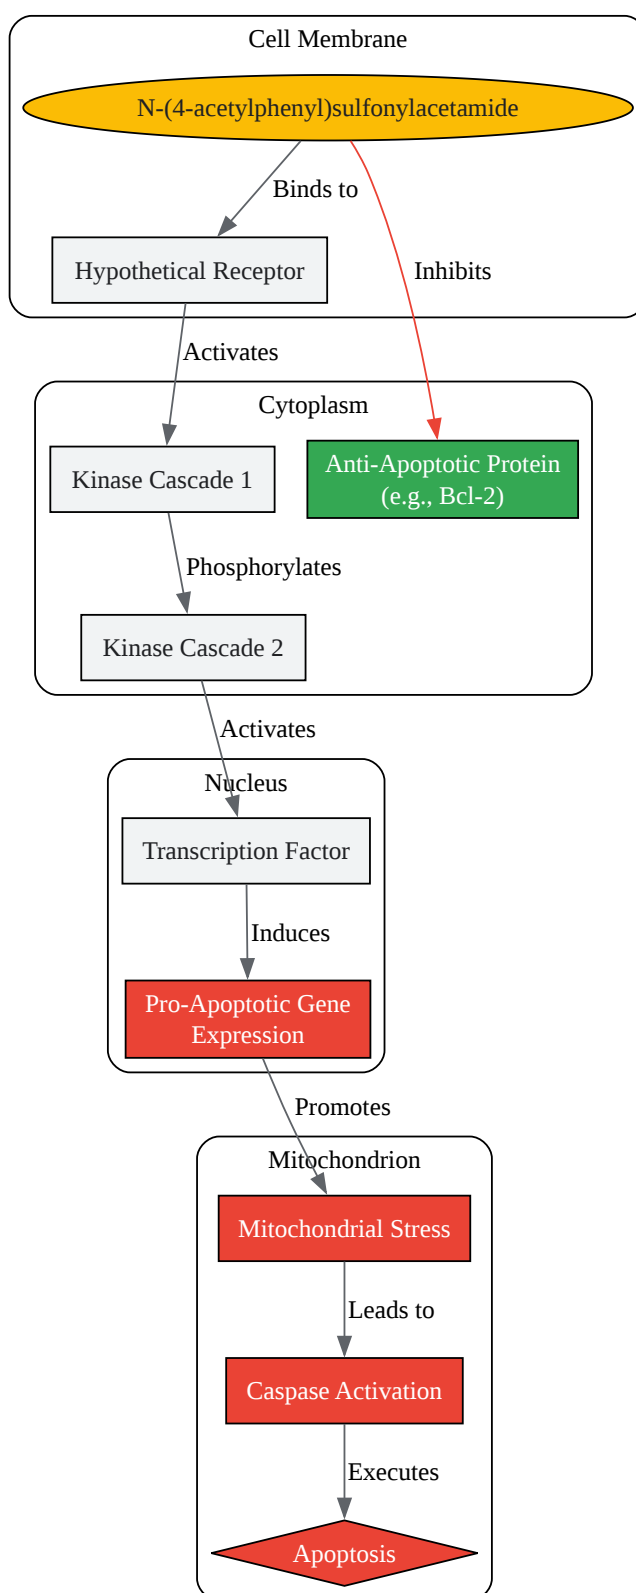 Cell Membrane
N-(4-acetylphenyl)sulfonylacetamide
Binds to
Hypothetical Receptor
Inhibits
Activates
Cytoplasm
Kinase Cascade 1
Anti-Apoptotic Protein
(e.g., Bcl-2)
Phosphorylates
Kinase Cascade 2
Activates
Nucleus
Transcription Factor
Induces
Pro-Apoptotic Gene
Expression
Promotes
Mitochondrion
Mitochondrial Stress
Leads to
Caspase Activation
Executes
Apoptosis